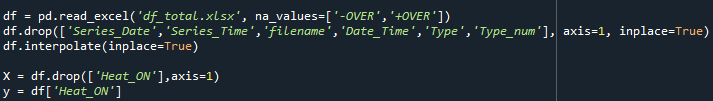 df = pd.read_excel('df_total.xlsx', na_values=['-OVER','+OVER'])
df.drop(['Series_Date','Series_Time','filename','Date_Time','Type','Type_num'], axis=1, inplace=True)
df.interpolate(inplace=True)
X = df.drop(['Heat_ON'],axis=1)
y = df['Heat_ON']